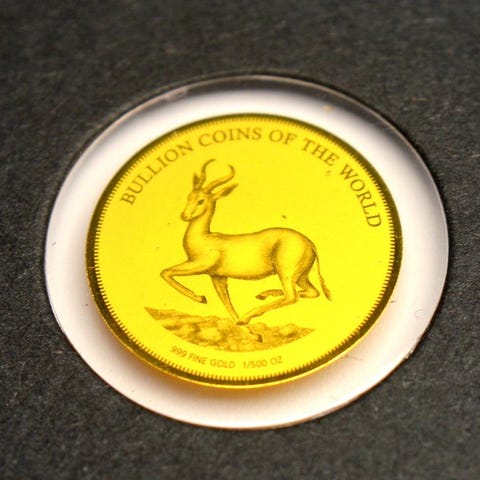 BULLION COINS OF THE WORLD
999 FINE GOLD 1/500 OZ